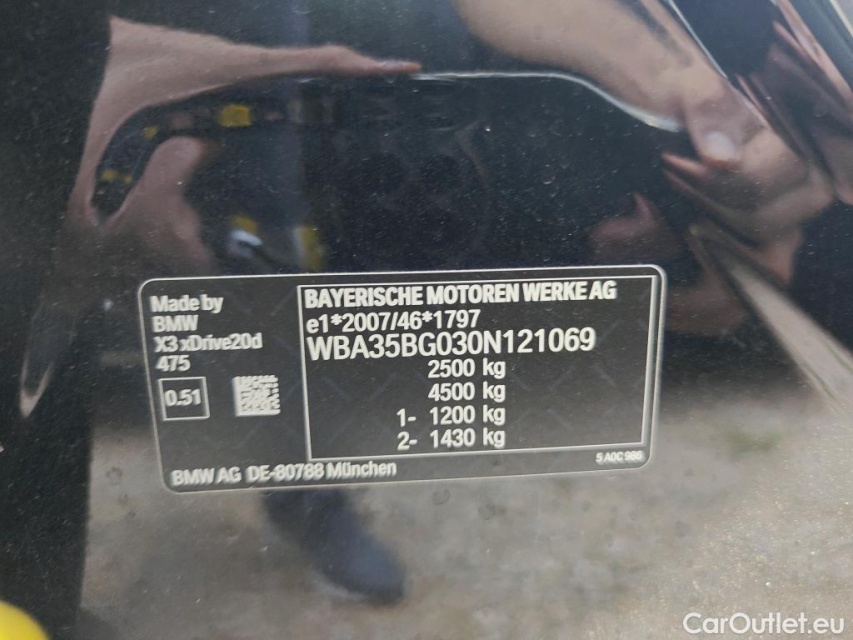 Made by
BMW
X3 xDrive20d
475
0.51
BAYERISCHE MOTOREN WERKE AG
e1*2007/46*1797
WBA35BG030N121069
2500 kg
4500 kg
1- 1200 kg
2- 1430 kg
BMW AG DE-80788 München
5 A0C 986
CarOutlet.eu